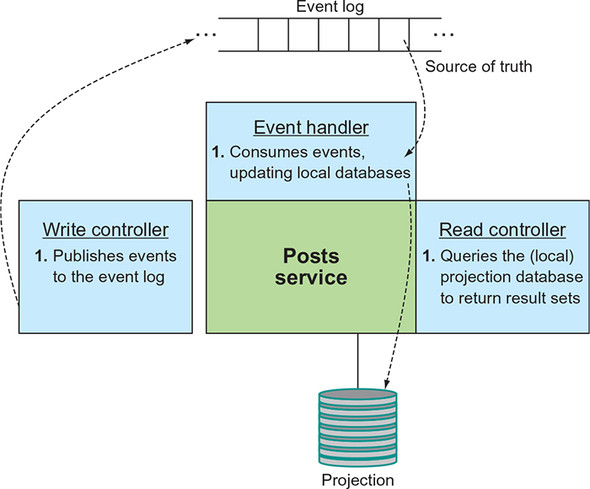 Event log
... ...
Source of truth
Event handler
1. Consumes events,
updating local databases
Write controller
1. Publishes events
to the event log
Posts
service
Read controller
1. Queries the (local)
projection database
to return result sets
Projection